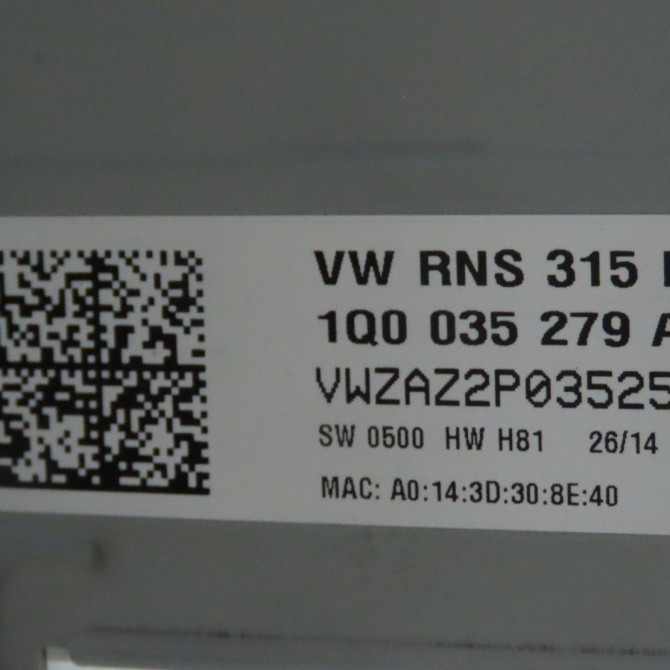 VW RNS 315
1Q0 035 279 A
VWZAZ2P03525
SW 0500 HW H81 26/14
MAC: A0:14:3D:30:8E:40